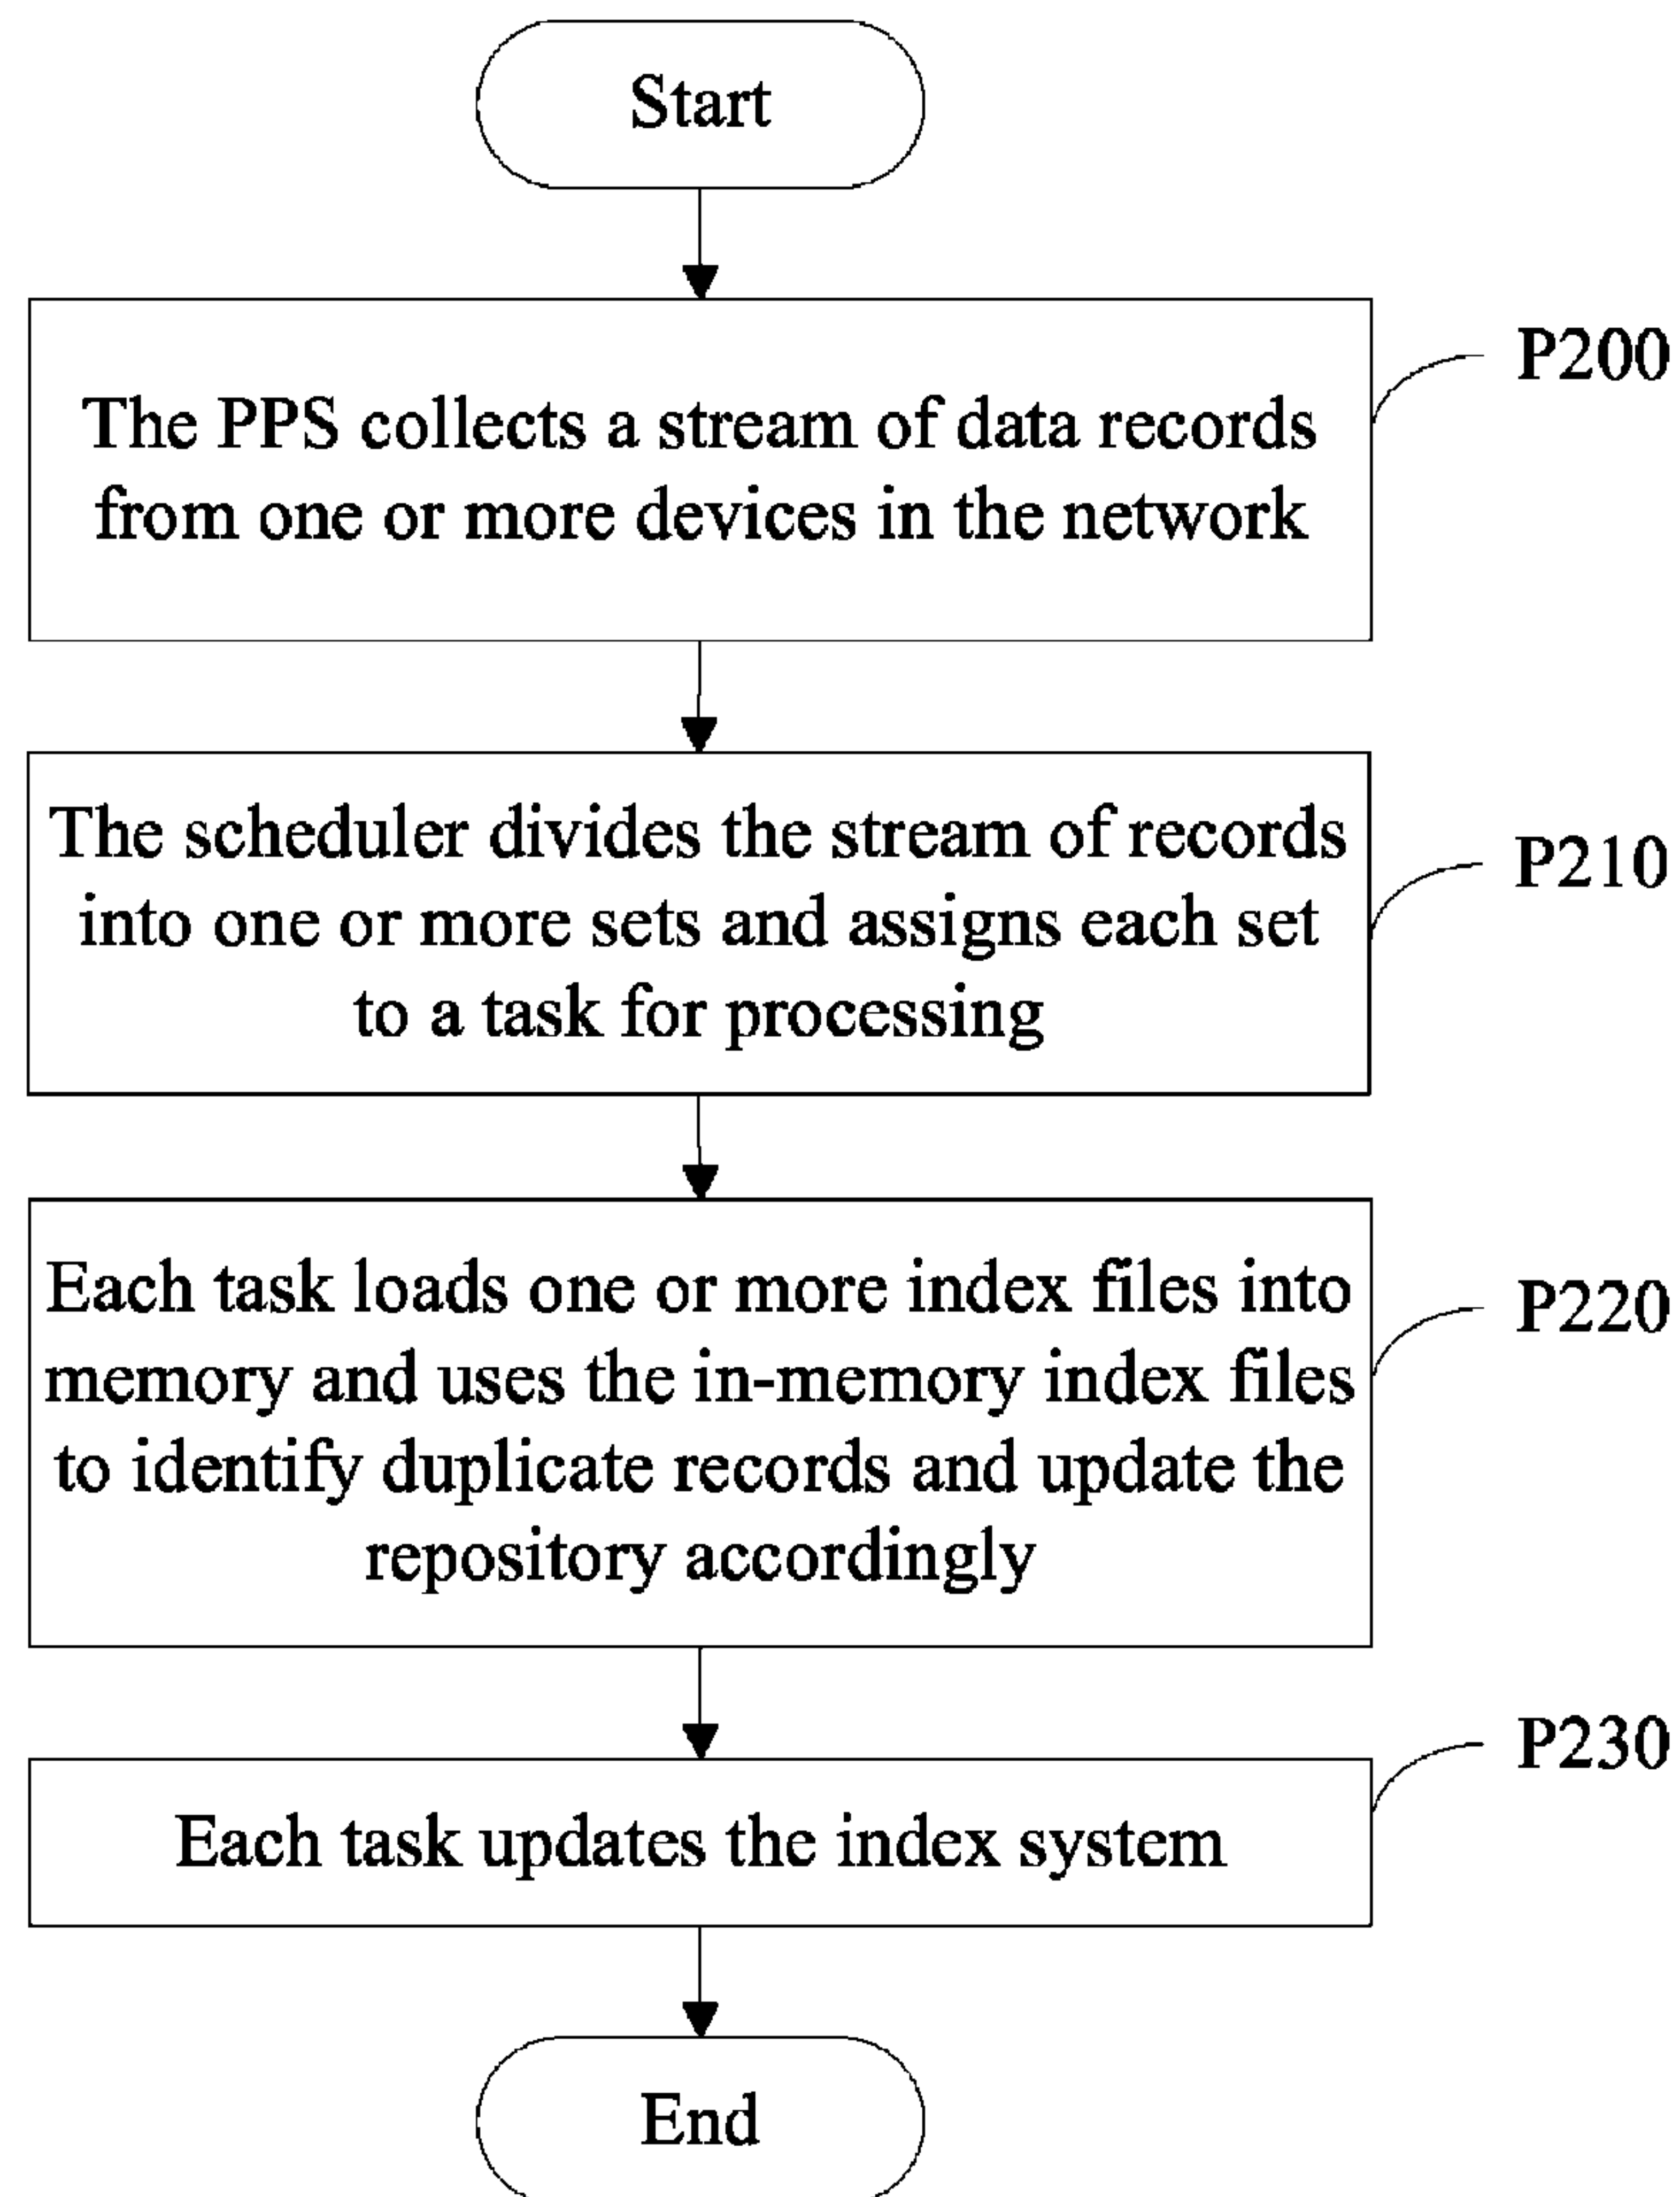 Start
The PPS collects a stream of data records
from one or more devices in the network
P200
The scheduler divides the stream of records
into one or more sets and assigns each set
to a task for processing
P210
Each task loads one or more index files into
memory and uses the in-memory index files
to identify duplicate records and update the
repository accordingly
P220
Each task updates the index system
P230
End